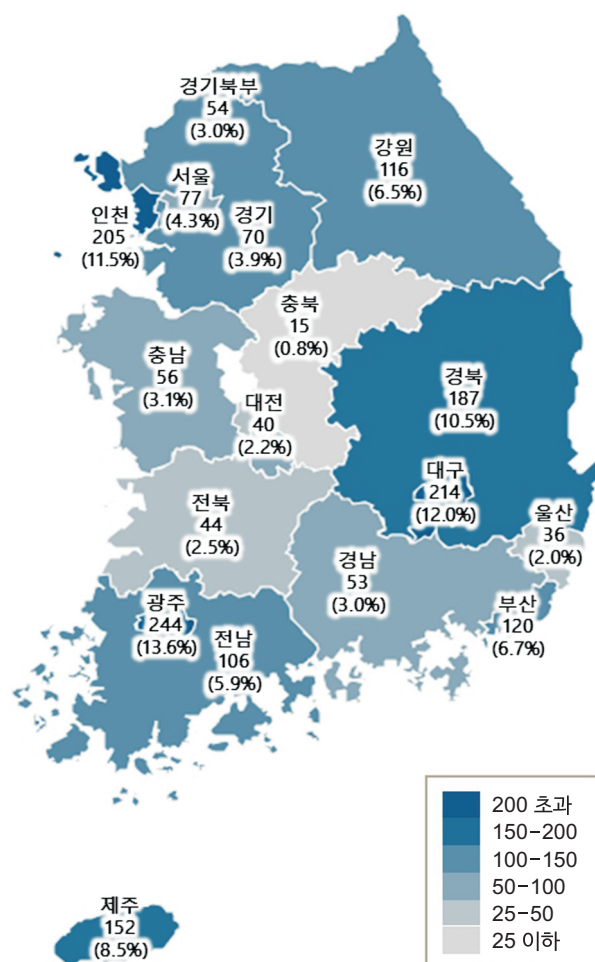 경기북부
54
(3.0%)
강원
116
(6.5%)
서울
77
(4.3%)
인천
205
(11.5%)
경기
70
(3.9%)
충북
15
(0.8%)
충남
56
(3.1%)
경북
187
(10.5%)
대전
40
(2.2%)
대구
214
(12.0%)
전북
44
(2.5%)
울산
36
(2.0%)
경남
53
(3.0%)
광주
244
(13.6%)
부산
120
(6.7%)
전남
106
(5.9%)
제주
152
(8.5%)
200 초과
150-200
100-150
50-100
25-50
25 이하